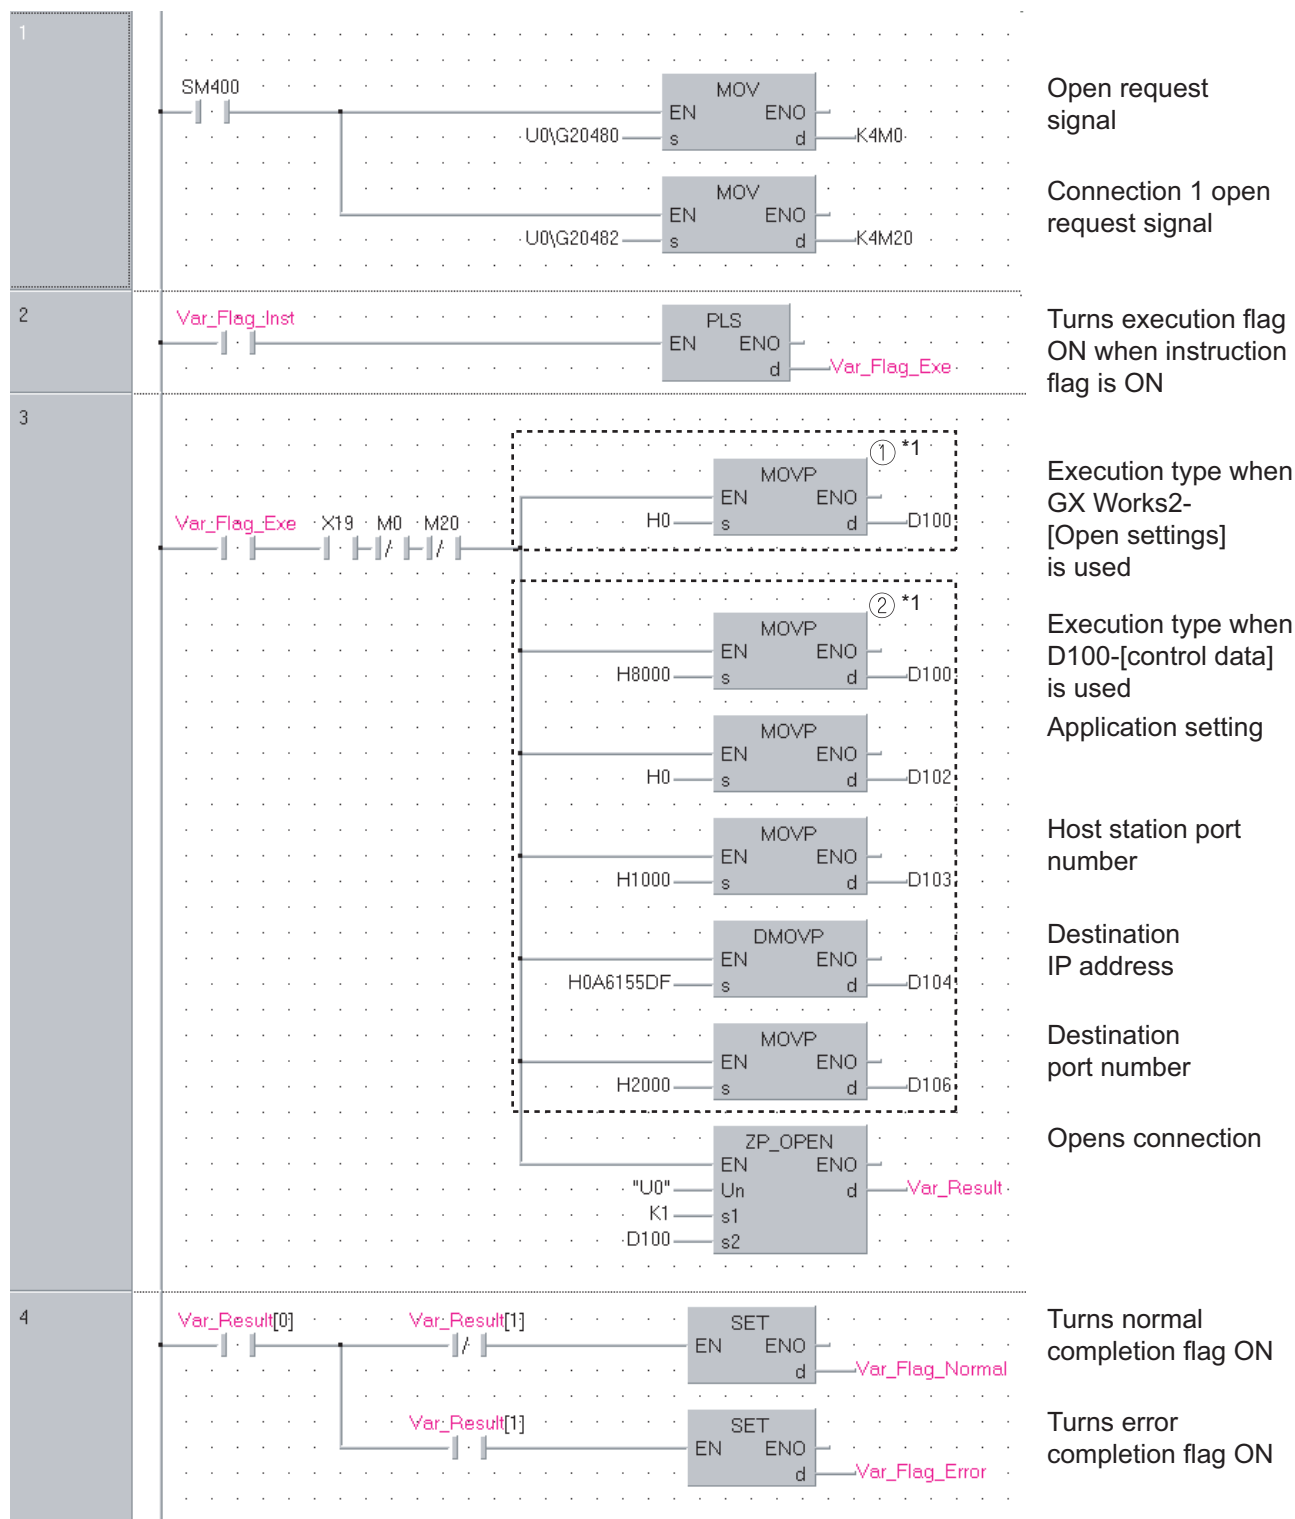 1
SM400
MOV
EN ENO
U0\G20480 s d K4M0
Open request
signal
MOV
EN ENO
U0\G20482 s d K4M20
Connection 1 open
request signal
2
Var_Flag_Inst
PLS
EN ENO
d Var_Flag_Exe
Turns execution flag
ON when instruction
flag is ON
3
① *1
MOVP
EN ENO
H0 s d D100
Var_Flag_Exe X19 M0 M20
Execution type when
GX Works2-
[Open settings]
is used
② *1
MOVP
EN ENO
H8000 s d D100
Execution type when
D100-[control data]
is used
MOVP
EN ENO
H0 s d D102
Application setting
MOVP
EN ENO
H1000 s d D103
Host station port
number
DMOVP
EN ENO
H0A6155DF s d D104
Destination
IP address
MOVP
EN ENO
H2000 s d D106
Destination
port number
ZP_OPEN
EN ENO
"U0" Un d Var_Result
K1 s1
D100 s2
Opens connection
4
Var_Result[0] Var_Result[1]
SET
EN ENO
d Var_Flag_Normal
Turns normal
completion flag ON
Var_Result[1]
SET
EN ENO
d Var_Flag_Error
Turns error
completion flag ON